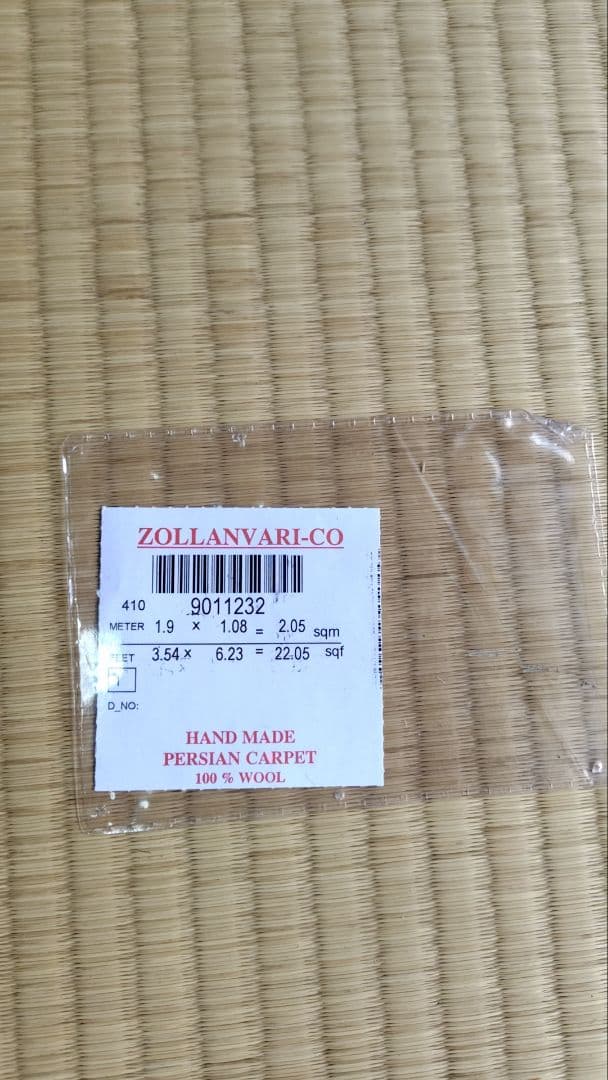 ZOLLANVARI-CO
410 9011232
METER 1.9 x 1.08 = 2.05 sqm
3.54 x 6.23 = 22.05 sqf
D_NO:
HAND MADE
PERSIAN CARPET
100 % WOOL